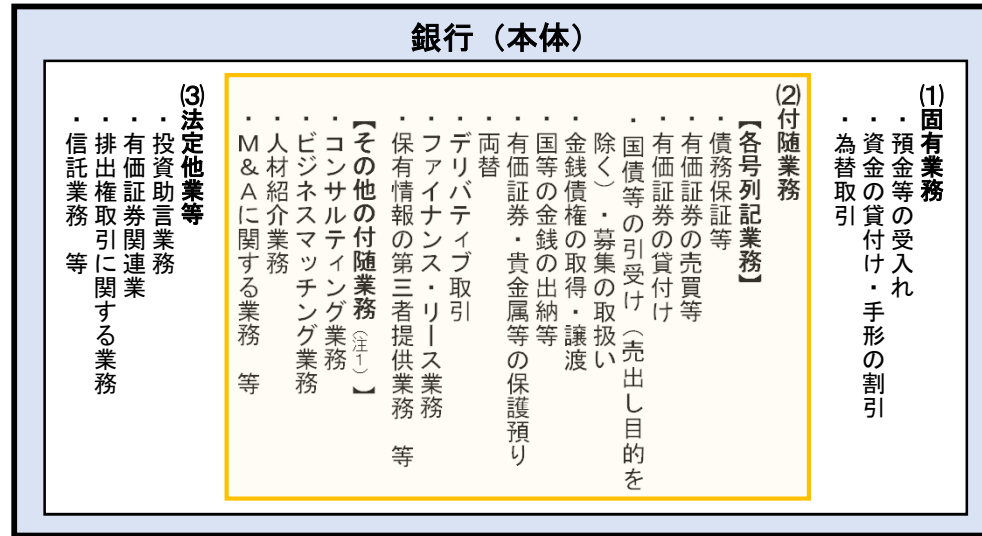 銀行（本体）
⑴固有業務
・預金等の受入れ
・資金の貸付け・手形の割引
・為替取引
⑵付随業務
【各号列記業務】
・債務保証等
・有価証券の売買等
・有価証券の貸付け
・国債等の引受け（売出し目的を
除く）・募集の取扱い
・金銭債権の取得・譲渡
・国等の金銭の出納等
・有価証券・貴金属等の保護預り
・両替
・デリバティブ取引
・ファイナンス・リース業務
・保有情報の第三者提供業務　等
【その他の付随業務（注1）】
・コンサルティング業務
・ビジネスマッチング業務
・人材紹介業務
・M＆Aに関する業務　等
⑶法定他業等
・投資助言業務
・有価証券関連業
・排出権取引に関する業務
・信託業務　等